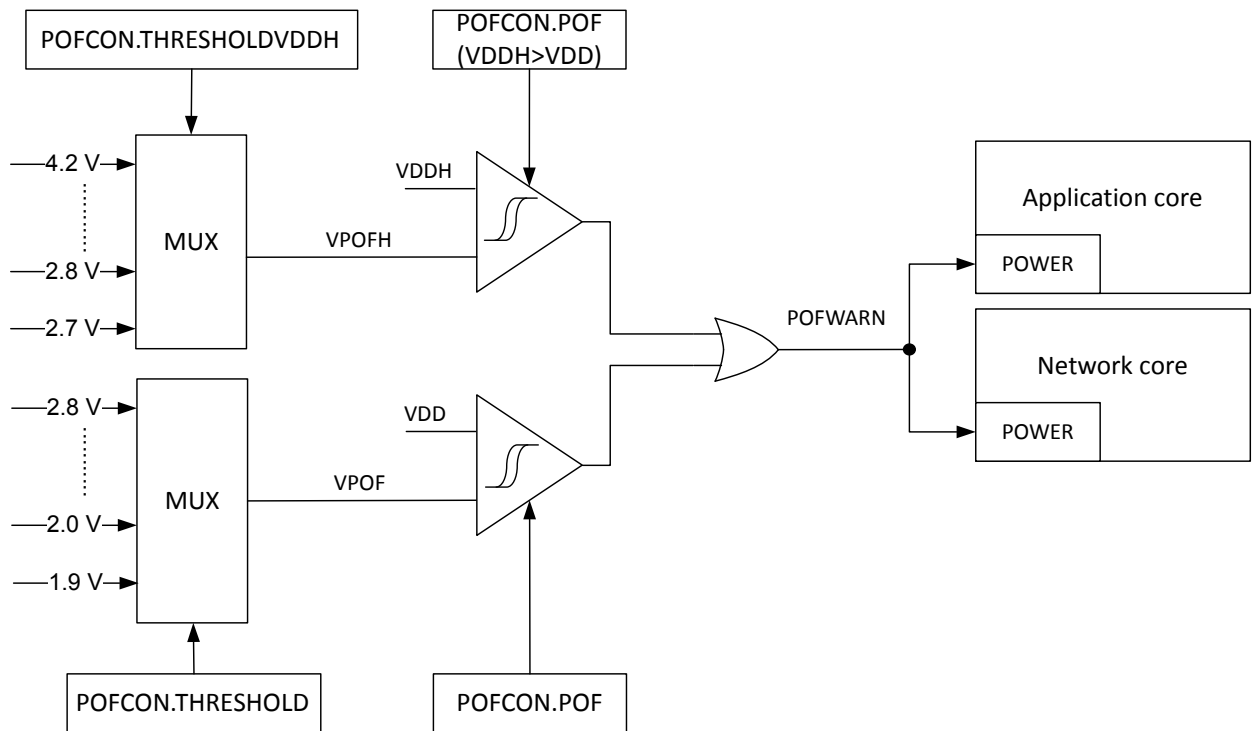 POFCON.THRESHOLDVDDH
POFCON.POF
(VDDH>VDD)
4.2 V
2.8 V
2.7 V
MUX
VPOFH
VDDH
Application core
POWER
POFWARN
Network core
POWER
2.8 V
2.0 V
1.9 V
MUX
VPOF
VDD
POFCON.THRESHOLD
POFCON.POF